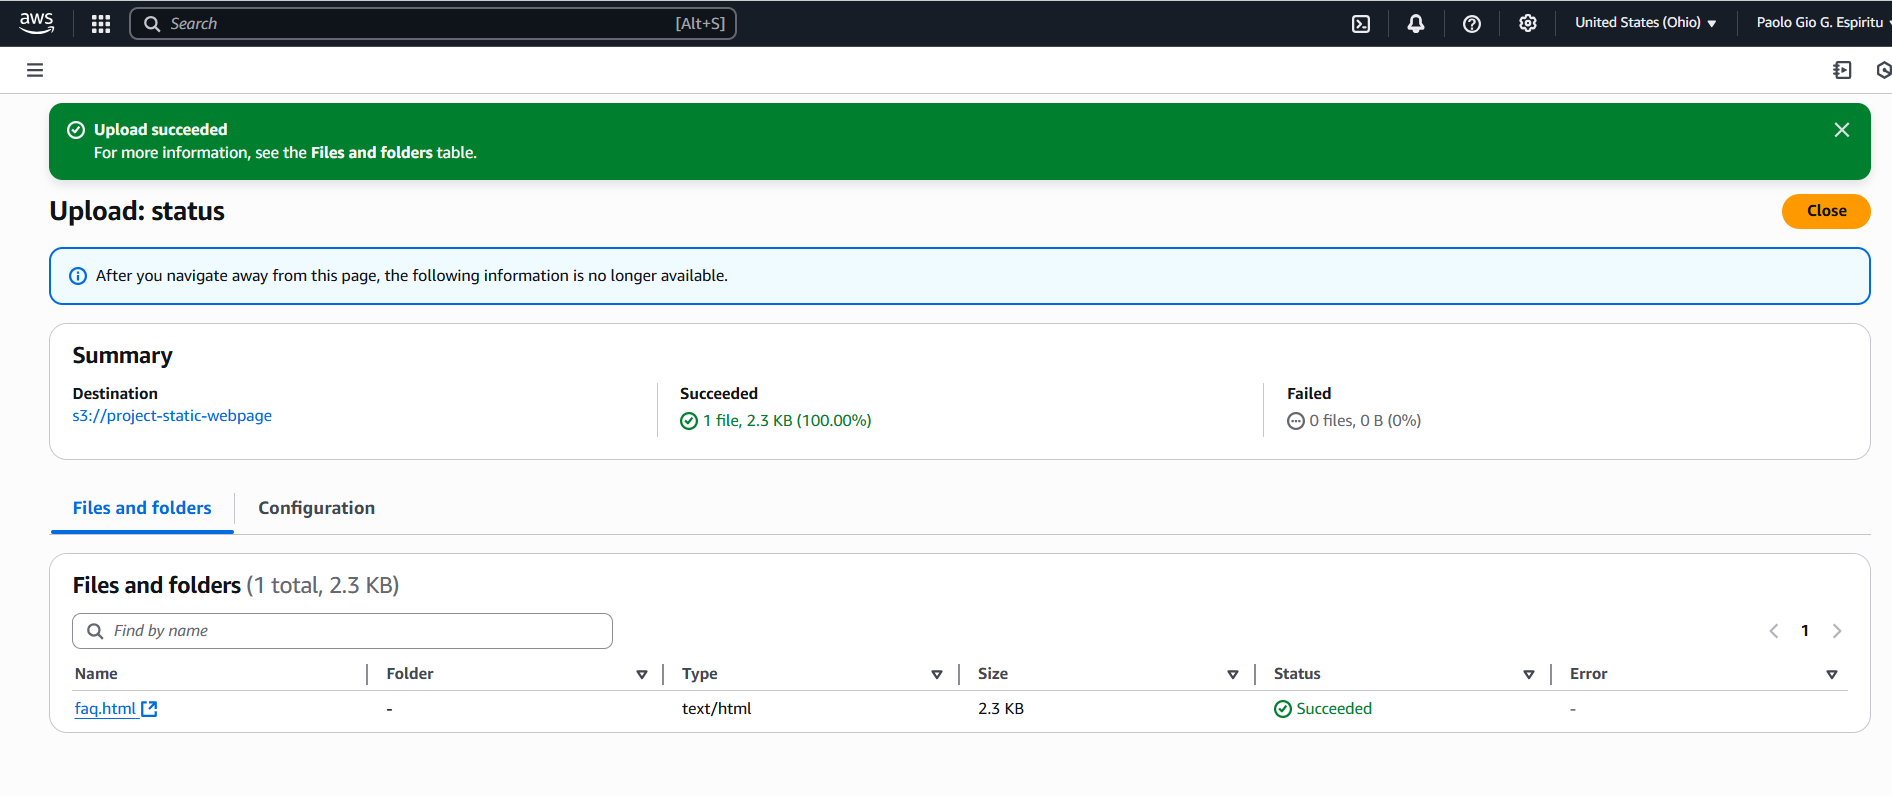 aws
Search [Alt+S]
United States (Ohio)
Paolo Gio G. Espiritu
Upload succeeded
For more information, see the Files and folders table.
Upload: status
Close
After you navigate away from this page, the following information is no longer available.
Summary
Destination
s3://project-static-webpage
Succeeded
1 file, 2.3 KB (100.00%)
Failed
0 files, 0 B (0%)
Files and folders
Configuration
Files and folders (1 total, 2.3 KB)
Find by name
1
Name Folder Type Size Status Error
faq.html - text/html 2.3 KB Succeeded -